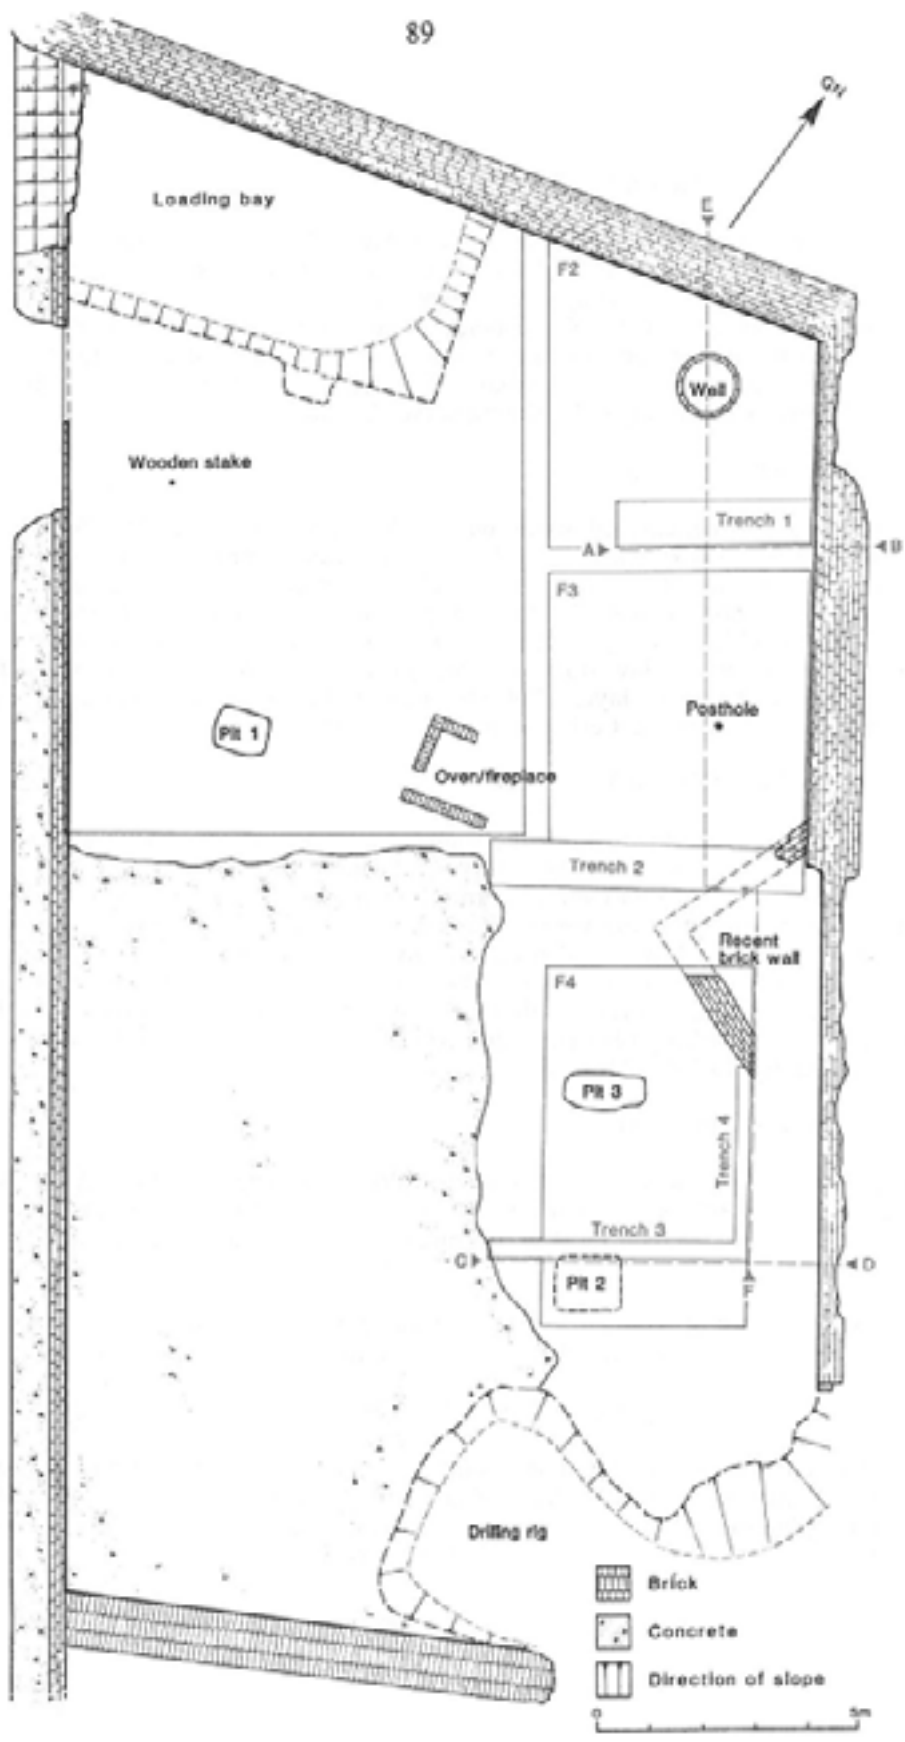 89
GN
Loading bay
E
F2
Well
Wooden stake
Trench 1
A
B
F3
Posthole
Pit 1
Oven/fireplace
Trench 2
Recent
brick wall
F4
Pit 3
Trench 4
Trench 3
C
D
Pit 2
F
Drilling rig
Brick
Concrete
Direction of slope
0
5m